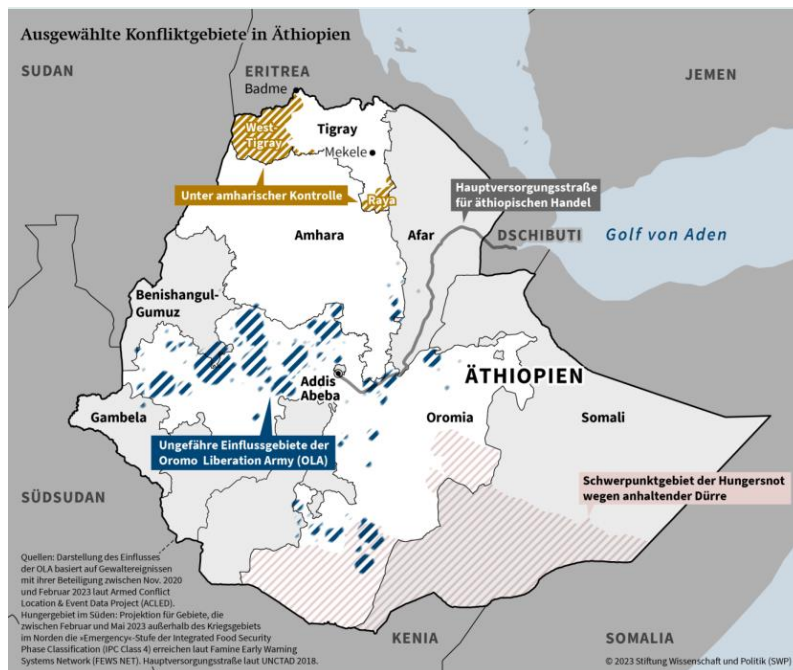 Ausgewählte Konfliktgebiete in Äthiopien
SUDAN
ERITREA
JEMEN
Badme
West-
Tigray
Tigray
Mekele
Unter amharischer Kontrolle
Raya
Hauptversorgungsstraße
für äthiopischen Handel
Amhara
Afar
DSCHIBUTI
Golf von Aden
Benishangul-
Gumuz
Addis
Abeba
ÄTHIOPIEN
Gambela
Oromia
Somali
Ungefähre Einflussgebiete der
Oromo Liberation Army (OLA)
Schwerpunktgebiet der Hungersnot
wegen anhaltender Dürre
SÜDSUDAN
Quellen: Darstellung des Einflusses
der OLA basiert auf Gewaltereignissen
mit ihrer Beteiligung zwischen Nov. 2020
und Februar 2023 laut Armed Conflict
Location & Event Data Project (ACLED).
Hungergebiet im Süden: Projektion für Gebiete, die
zwischen Februar und Mai 2023 außerhalb des Kriegsgebiets
im Norden die »Emergency«-Stufe der Integrated Food Security
Phase Classification (IPC Class 4) erreichen laut Famine Early Warning
Systems Network (FEWS NET). Hauptversorgungsstraße laut UNCTAD 2018.
KENIA
SOMALIA
© 2023 Stiftung Wissenschaft und Politik (SWP)